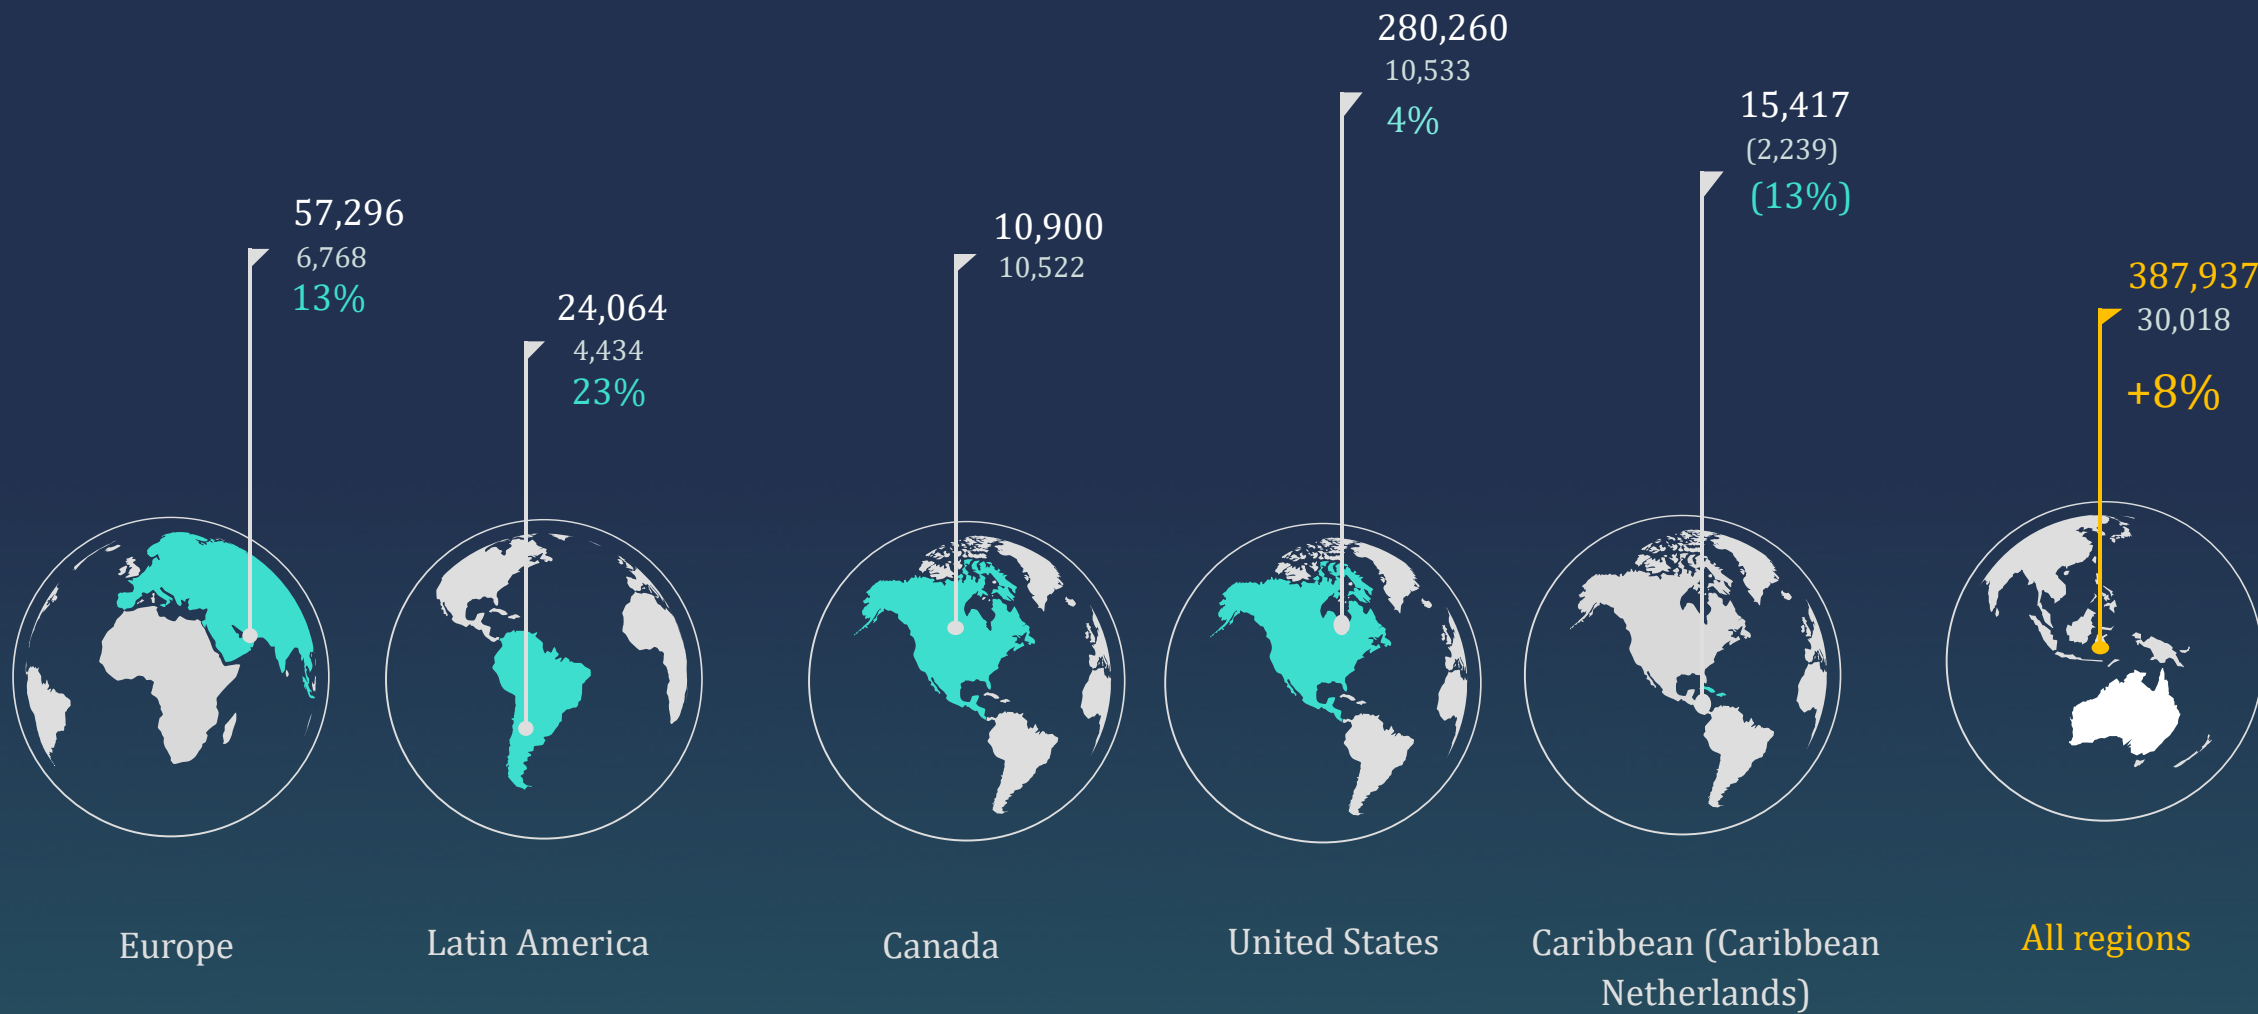 57,296
6,768
13%
Europe
24,064
4,434
23%
Latin America
10,900
10,522
Canada
280,260
10,533
4%
United States
15,417
(2,239)
(13%)
Caribbean (Caribbean
Netherlands)
387,937
30,018
+8%
All regions